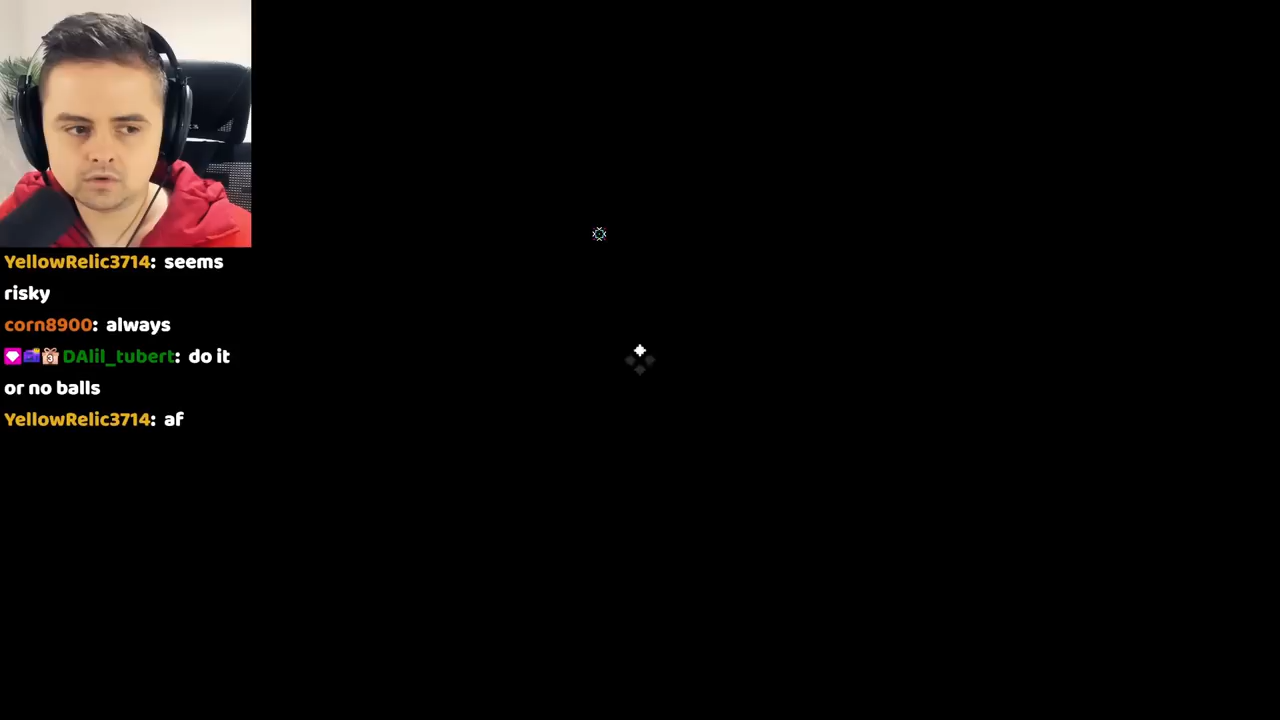 YellowRelic3714: seems
risky
corn8900: always
DAlil_tubert: do it
or no balls
YellowRelic3714: af